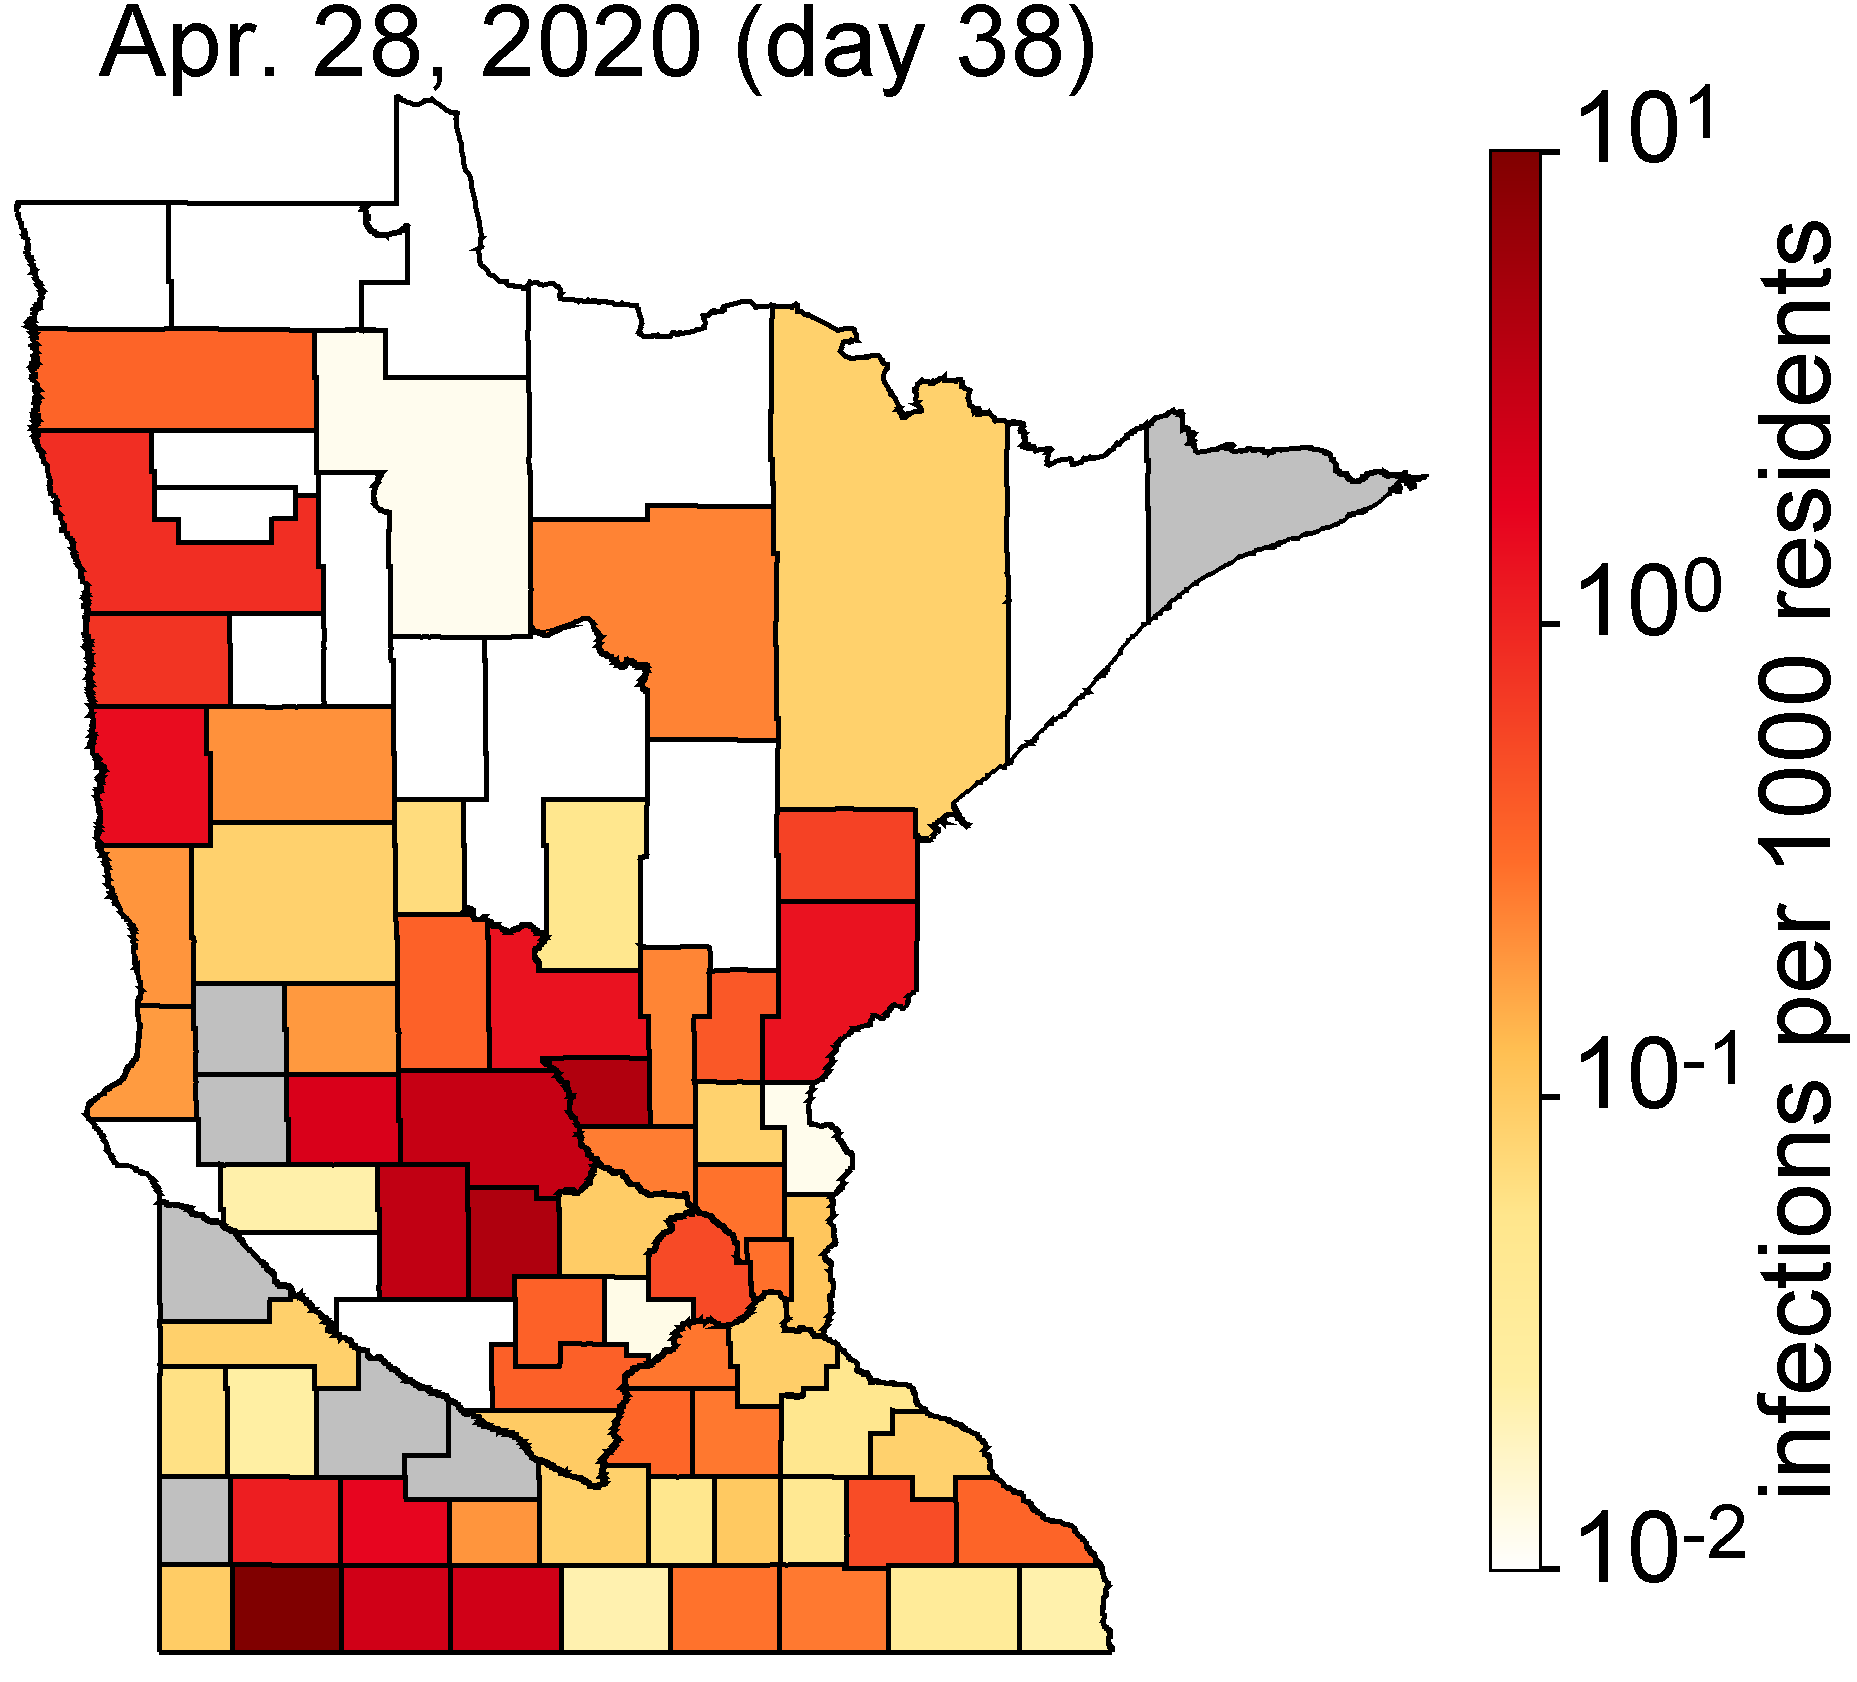 Apr. 28, 2020 (day 38)
10¹
10⁰
10⁻¹
10⁻²
infections per 1000 residents